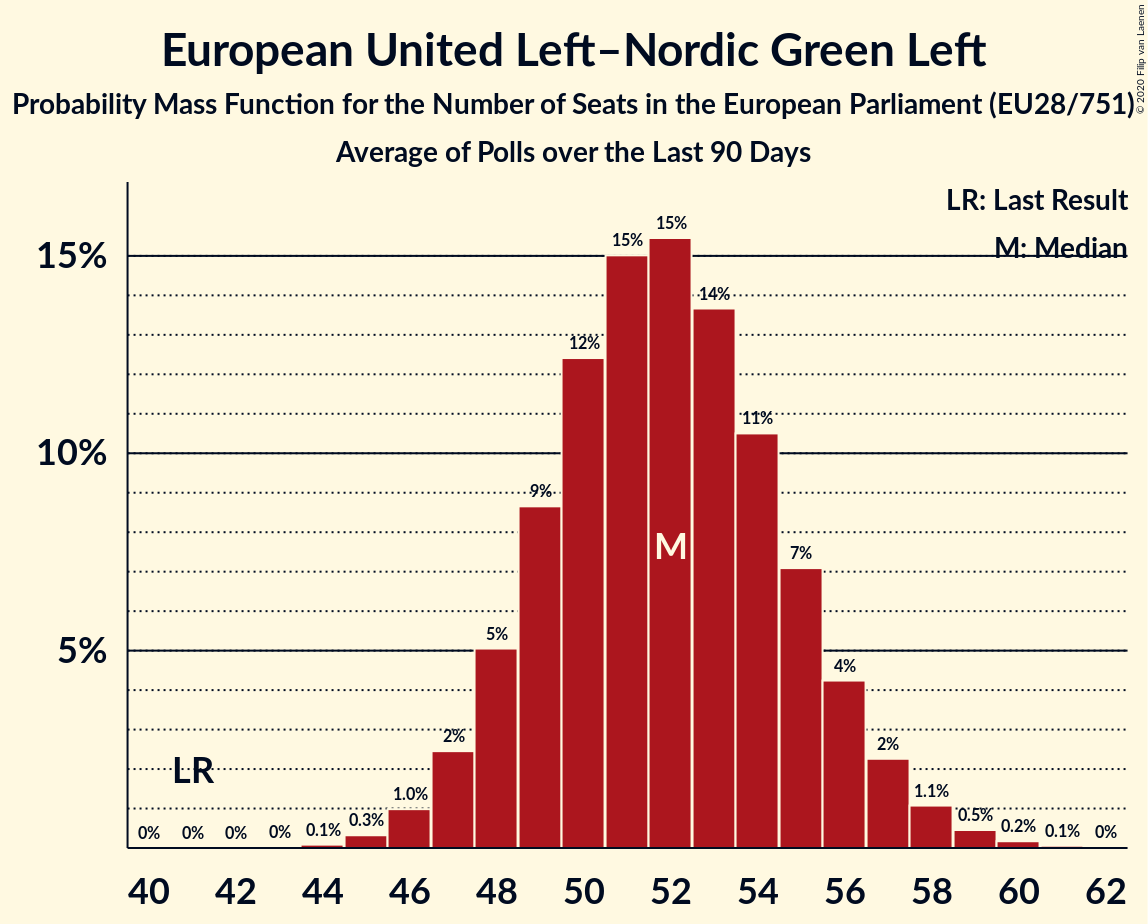 European United Left–Nordic Green Left
Probability Mass Function for the Number of Seats in the European Parliament (EU28/751)
Average of Polls over the Last 90 Days
© 2020 Filip van Laenen
LR: Last Result
M: Median
15%
10%
5%
0% 0% 0% 0% 0.1% 0.3% 1.0% 2% 5% 9% 12% 15% 15% 14% 11% 7% 4% 2% 1.1% 0.5% 0.2% 0.1% 0%
LR
M
40 42 44 46 48 50 52 54 56 58 60 62